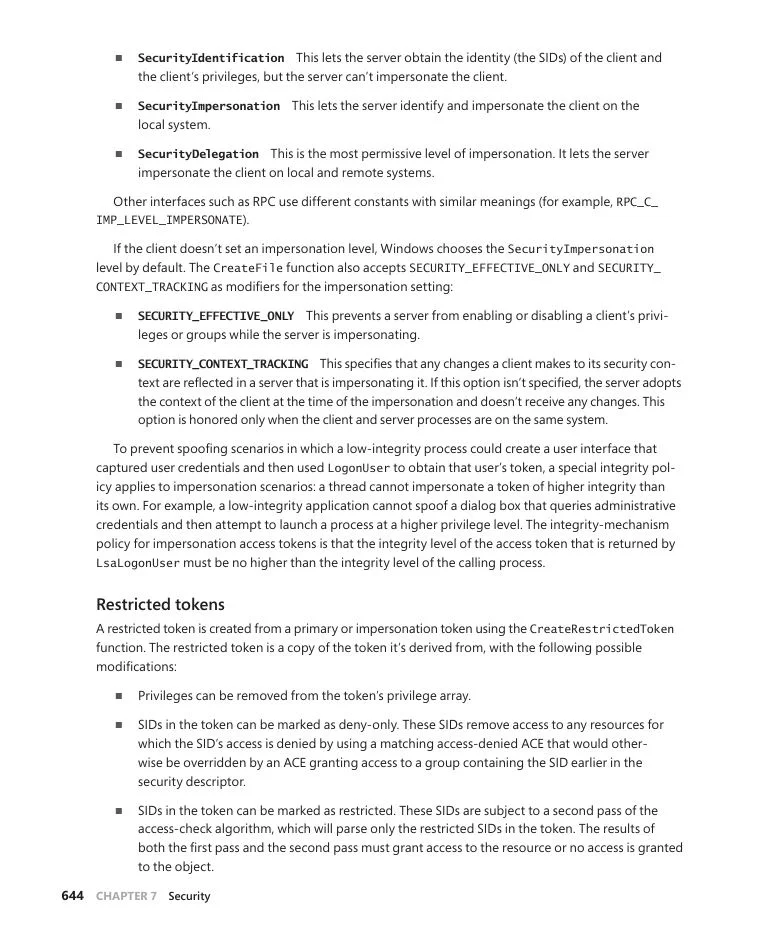 ■ SecurityIdentification This lets the server obtain the identity (the SIDs) of the client and
the client's privileges, but the server can't impersonate the client.
■ SecurityImpersonation This lets the server identify and impersonate the client on the
local system.
■ SecurityDelegation This is the most permissive level of impersonation. It lets the server
impersonate the client on local and remote systems.
Other interfaces such as RPC use different constants with similar meanings (for example, RPC_C_
IMP_LEVEL_IMPERSONATE).
If the client doesn't set an impersonation level, Windows chooses the SecurityImpersonation
level by default. The CreateFile function also accepts SECURITY_EFFECTIVE_ONLY and SECURITY_
CONTEXT_TRACKING as modifiers for the impersonation setting:
■ SECURITY_EFFECTIVE_ONLY This prevents a server from enabling or disabling a client's privi-
leges or groups while the server is impersonating.
■ SECURITY_CONTEXT_TRACKING This specifies that any changes a client makes to its security con-
text are reflected in a server that is impersonating it. If this option isn't specified, the server adopts
the context of the client at the time of the impersonation and doesn't receive any changes. This
option is honored only when the client and server processes are on the same system.
To prevent spoofing scenarios in which a low-integrity process could create a user interface that
captured user credentials and then used LogonUser to obtain that user's token, a special integrity pol-
icy applies to impersonation scenarios: a thread cannot impersonate a token of higher integrity than
its own. For example, a low-integrity application cannot spoof a dialog box that queries administrative
credentials and then attempt to launch a process at a higher privilege level. The integrity-mechanism
policy for impersonation access tokens is that the integrity level of the access token that is returned by
LsaLogonUser must be no higher than the integrity level of the calling process.
Restricted tokens
A restricted token is created from a primary or impersonation token using the CreateRestrictedToken
function. The restricted token is a copy of the token it's derived from, with the following possible
modifications:
■ Privileges can be removed from the token's privilege array.
■ SIDs in the token can be marked as deny-only. These SIDs remove access to any resources for
which the SID's access is denied by using a matching access-denied ACE that would other-
wise be overridden by an ACE granting access to a group containing the SID earlier in the
security descriptor.
■ SIDs in the token can be marked as restricted. These SIDs are subject to a second pass of the
access-check algorithm, which will parse only the restricted SIDs in the token. The results of
both the first pass and the second pass must grant access to the resource or no access is granted
to the object.
644 CHAPTER 7 Security